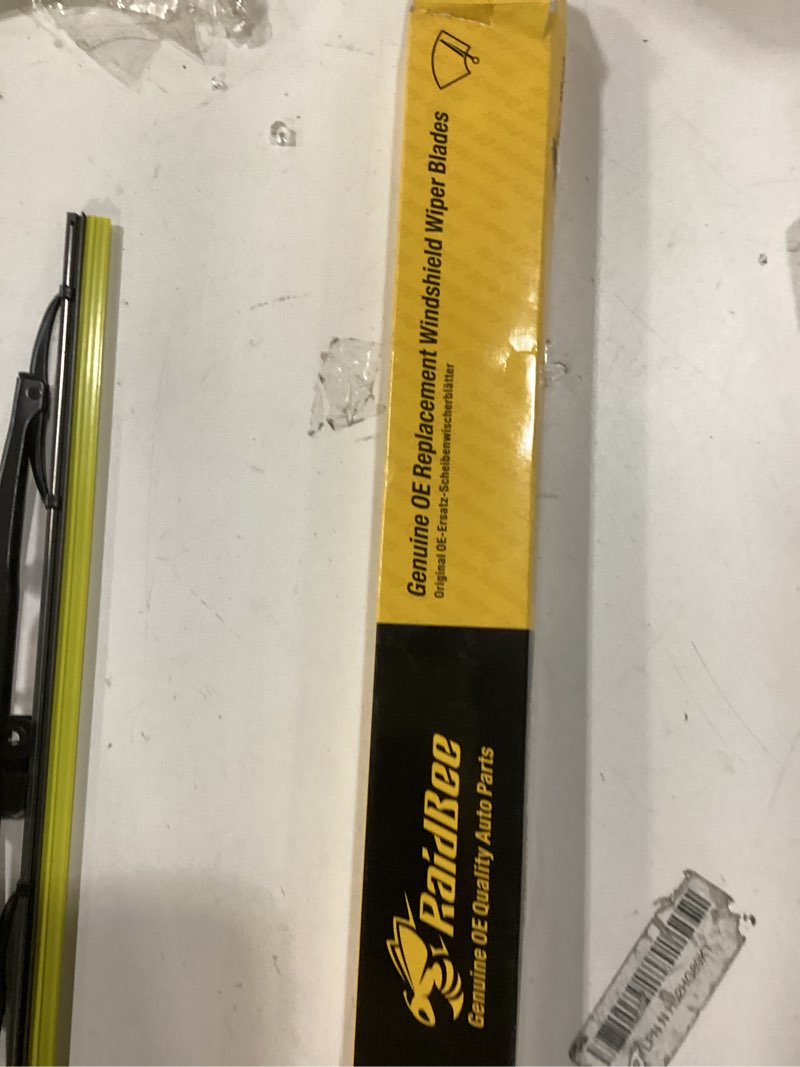 Genuine OE Replacement Windshield Wiper Blades
Original OE-Ersatz-Scheibenwischerblätter
RaidBee
Genuine OE Quality Auto Parts